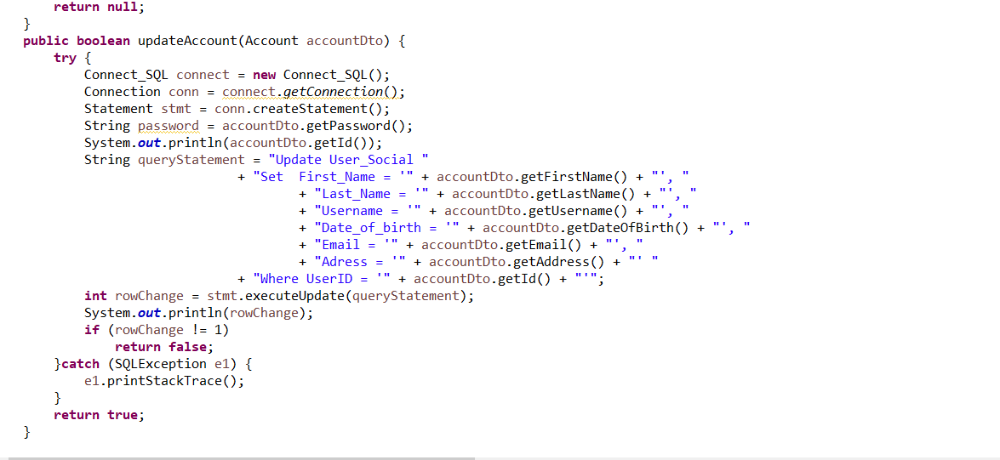 return null;
}
public boolean updateAccount(Account accountDto) {
try {
Connect_SQL connect = new Connect_SQL();
Connection conn = connect.getConnection();
Statement stmt = conn.createStatement();
String password = accountDto.getPassword();
System.out.println(accountDto.getId());
String queryStatement = "Update User_Social "
+ "Set  First_Name = '" + accountDto.getFirstName() + "', "
+ "Last_Name = '" + accountDto.getLastName() + "', "
+ "Username = '" + accountDto.getUsername() + "', "
+ "Date_of_birth = '" + accountDto.getDateOfBirth() + "', "
+ "Email = '" + accountDto.getEmail() + "', "
+ "Adress = '" + accountDto.getAddress() + "' "
+ "Where UserID = '" + accountDto.getId() + "'";
int rowChange = stmt.executeUpdate(queryStatement);
System.out.println(rowChange);
if (rowChange != 1)
return false;
}catch (SQLException e1) {
e1.printStackTrace();
}
return true;
}